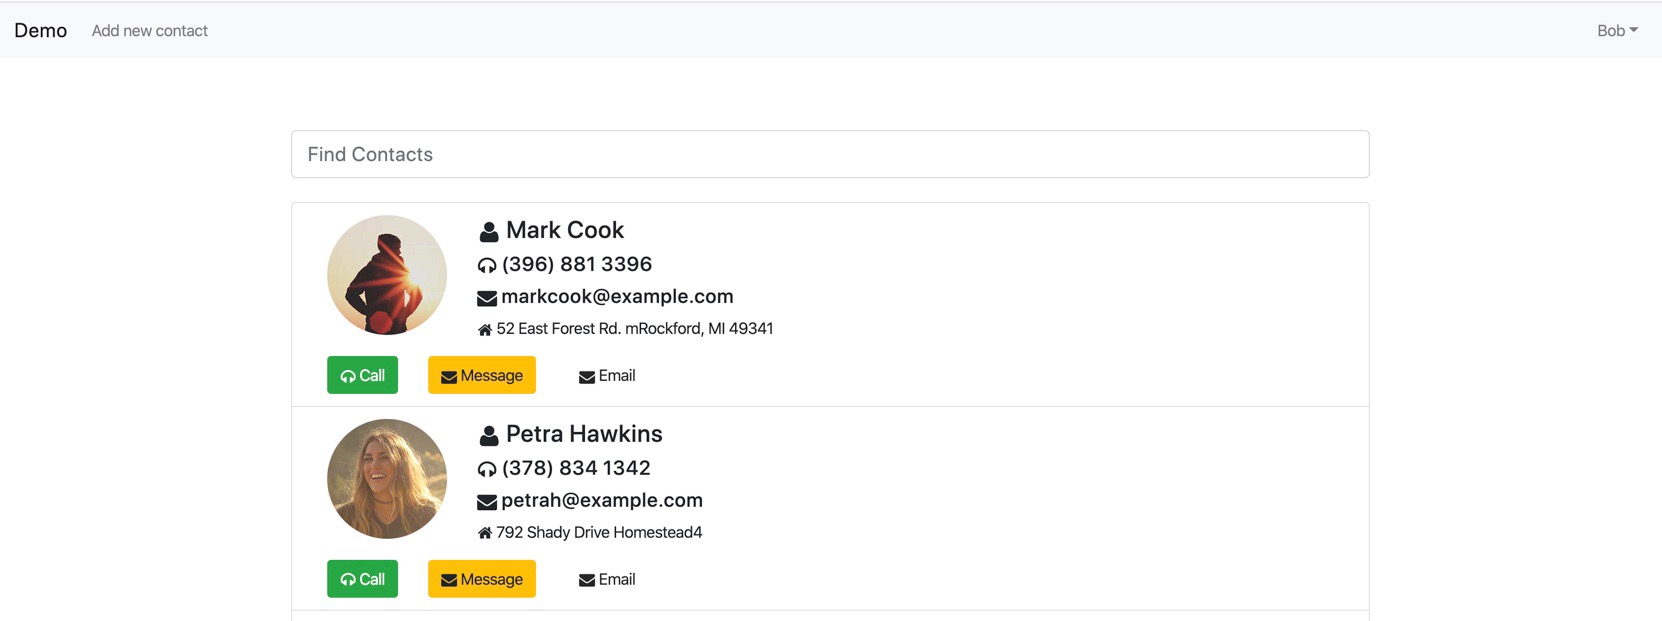 Demo Add new contact Bob
Find Contacts
Mark Cook
(396) 881 3396
markcook@example.com
52 East Forest Rd. mRockford, MI 49341
Call Message Email
Petra Hawkins
(378) 834 1342
petrah@example.com
792 Shady Drive Homestead4
Call Message Email